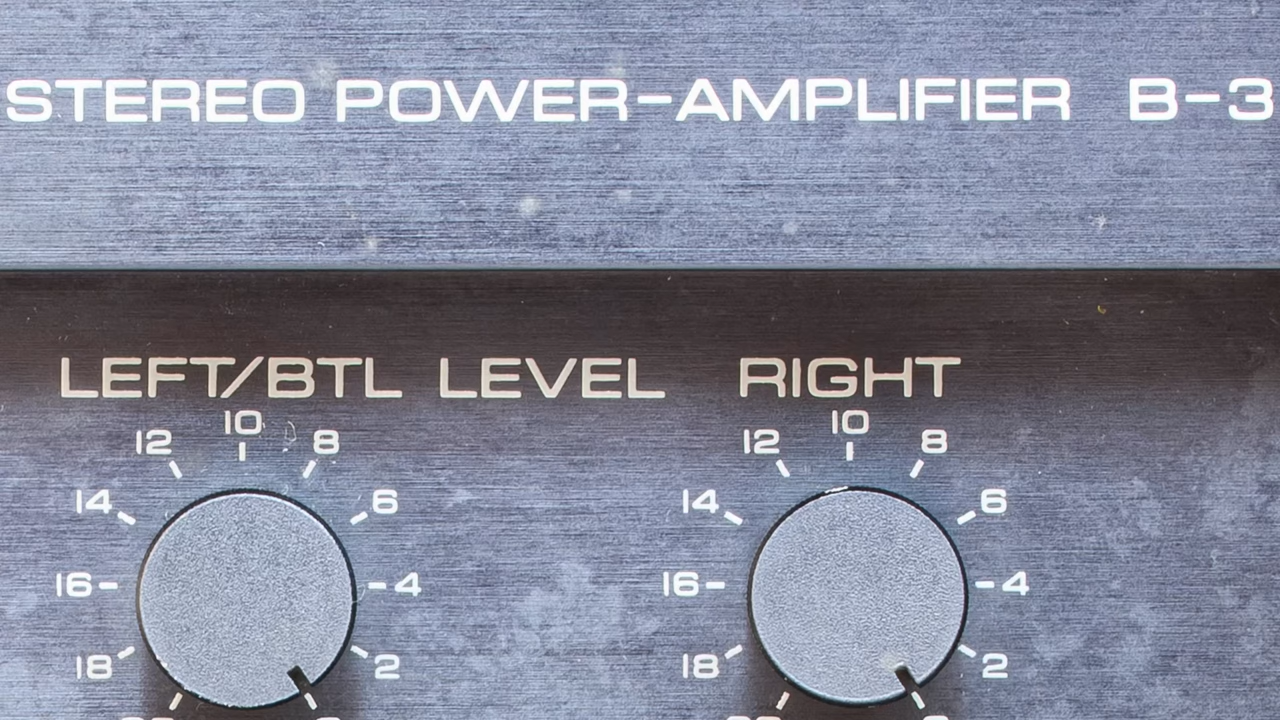 STEREO POWER-AMPLIFIER B-3
LEFT/BTL LEVEL RIGHT
10 10
12 8 12 8
14 6 14 6
16 4 16 4
18 2 18 2